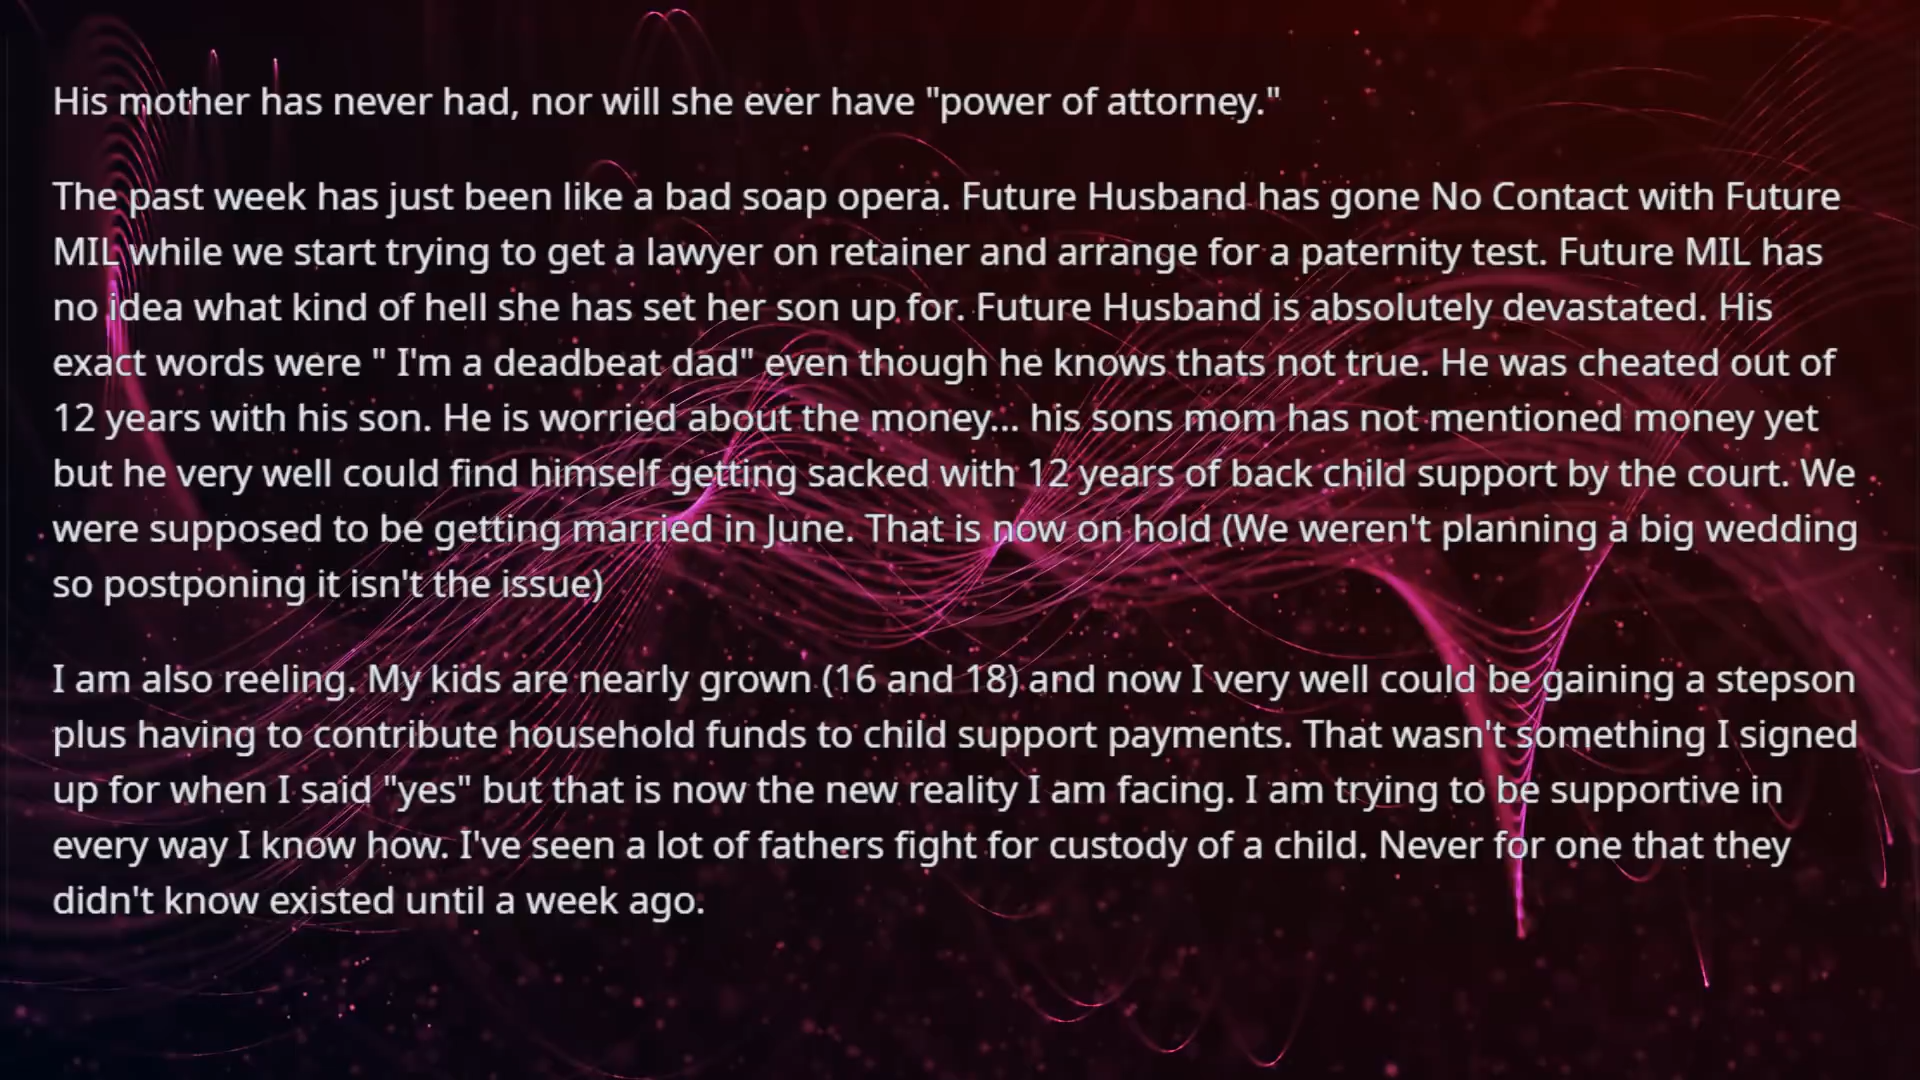 His mother has never had, nor will she ever have "power of attorney."
The past week has just been like a bad soap opera. Future Husband has gone No Contact with Future
MIL while we start trying to get a lawyer on retainer and arrange for a paternity test. Future MIL has
no idea what kind of hell she has set her son up for. Future Husband is absolutely devastated. His
exact words were " I'm a deadbeat dad" even though he knows thats not true. He was cheated out of
12 years with his son. He is worried about the money... his sons mom has not mentioned money yet
but he very well could find himself getting sacked with 12 years of back child support by the court. We
were supposed to be getting married in June. That is now on hold (We weren't planning a big wedding
so postponing it isn't the issue)
I am also reeling. My kids are nearly grown (16 and 18) and now I very well could be gaining a stepson
plus having to contribute household funds to child support payments. That wasn't something I signed
up for when I said "yes" but that is now the new reality I am facing. I am trying to be supportive in
every way I know how. I've seen a lot of fathers fight for custody of a child. Never for one that they
didn't know existed until a week ago.